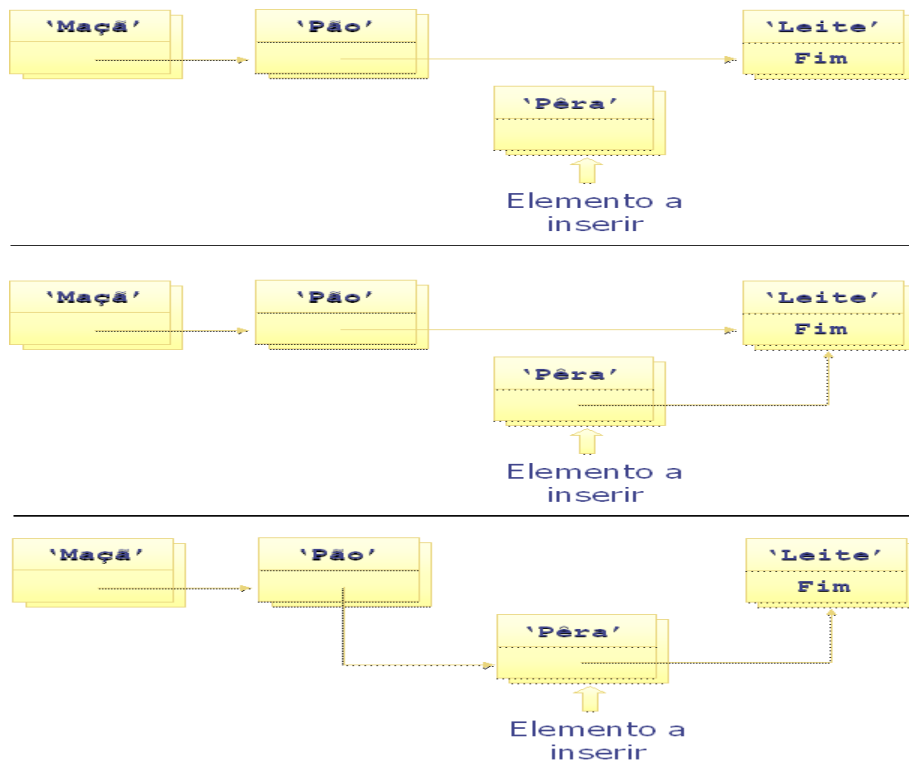 ‘Maçã’
‘Pão’
‘Leite’
Fim
‘Pêra’
Elemento a
inserir
‘Maçã’
‘Pão’
‘Leite’
Fim
‘Pêra’
Elemento a
inserir
‘Maçã’
‘Pão’
‘Leite’
Fim
‘Pêra’
Elemento a
inserir